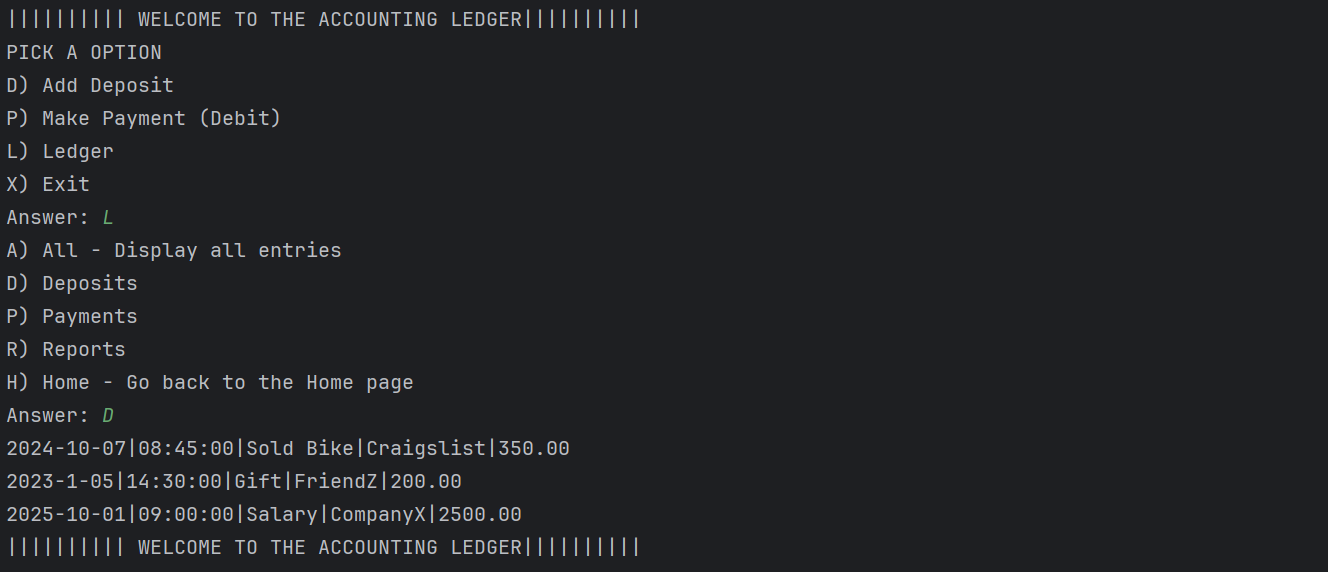 |||||||||| WELCOME TO THE ACCOUNTING LEDGER||||||||||
PICK A OPTION
D) Add Deposit
P) Make Payment (Debit)
L) Ledger
X) Exit
Answer: L
A) All - Display all entries
D) Deposits
P) Payments
R) Reports
H) Home - Go back to the Home page
Answer: D
2024-10-07|08:45:00|Sold Bike|Craigslist|350.00
2023-1-05|14:30:00|Gift|FriendZ|200.00
2025-10-01|09:00:00|Salary|CompanyX|2500.00
|||||||||| WELCOME TO THE ACCOUNTING LEDGER||||||||||